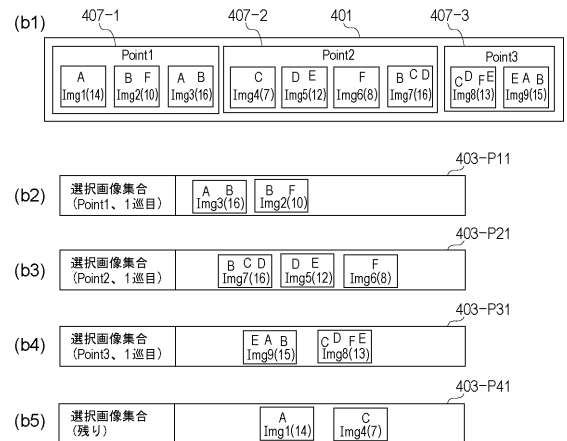 (b1)
407-1
407-2
401
407-3
Point1
Point2
Point3
A
Img1(14)
B F
Img2(10)
A B
Img3(16)
C
Img4(7)
D E
Img5(12)
F
Img6(8)
B C D
Img7(16)
C D F E
Img8(13)
E A B
Img9(15)
403-P11
(b2)
選択画像集合
(Point1、1巡目)
A B
Img3(16)
B F
Img2(10)
403-P21
(b3)
選択画像集合
(Point2、1巡目)
B C D
Img7(16)
D E
Img5(12)
F
Img6(8)
403-P31
(b4)
選択画像集合
(Point3、1巡目)
E A B
Img9(15)
C D F E
Img8(13)
403-P41
(b5)
選択画像集合
(残り)
A
Img1(14)
C
Img4(7)